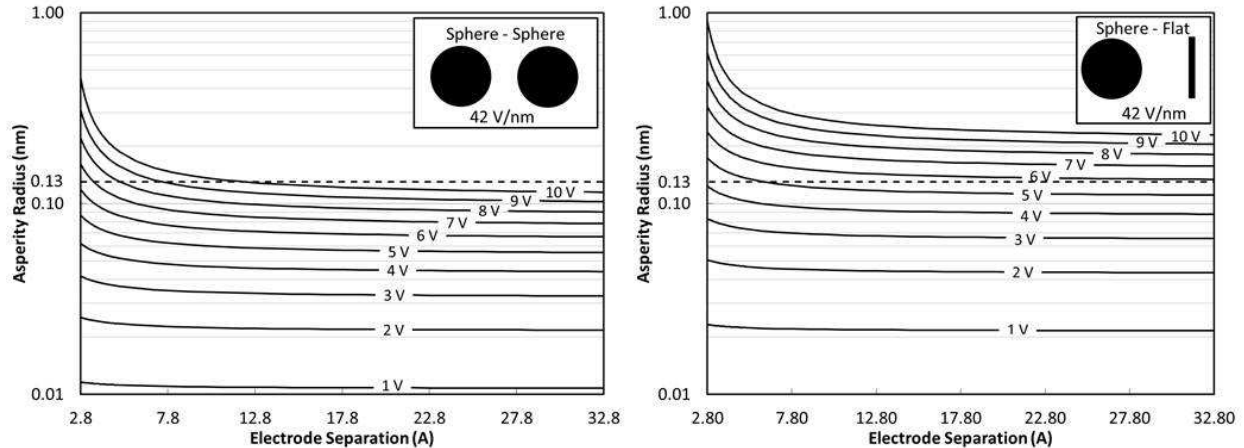 1.00
Sphere - Sphere
42 V/nm
Asperity Radius (nm)
0.13
0.10
10 V
9 V
8 V
7 V
6 V
5 V
4 V
3 V
2 V
1 V
0.01
2.8 7.8 12.8 17.8 22.8 27.8 32.8
Electrode Separation (A)
1.00
Sphere - Flat
42 V/nm
Asperity Radius (nm)
10 V
9 V
8 V
7 V
6 V
0.13
5 V
0.10
4 V
3 V
2 V
1 V
0.01
2.80 7.80 12.80 17.80 22.80 27.80 32.8
Electrode Separation (A)